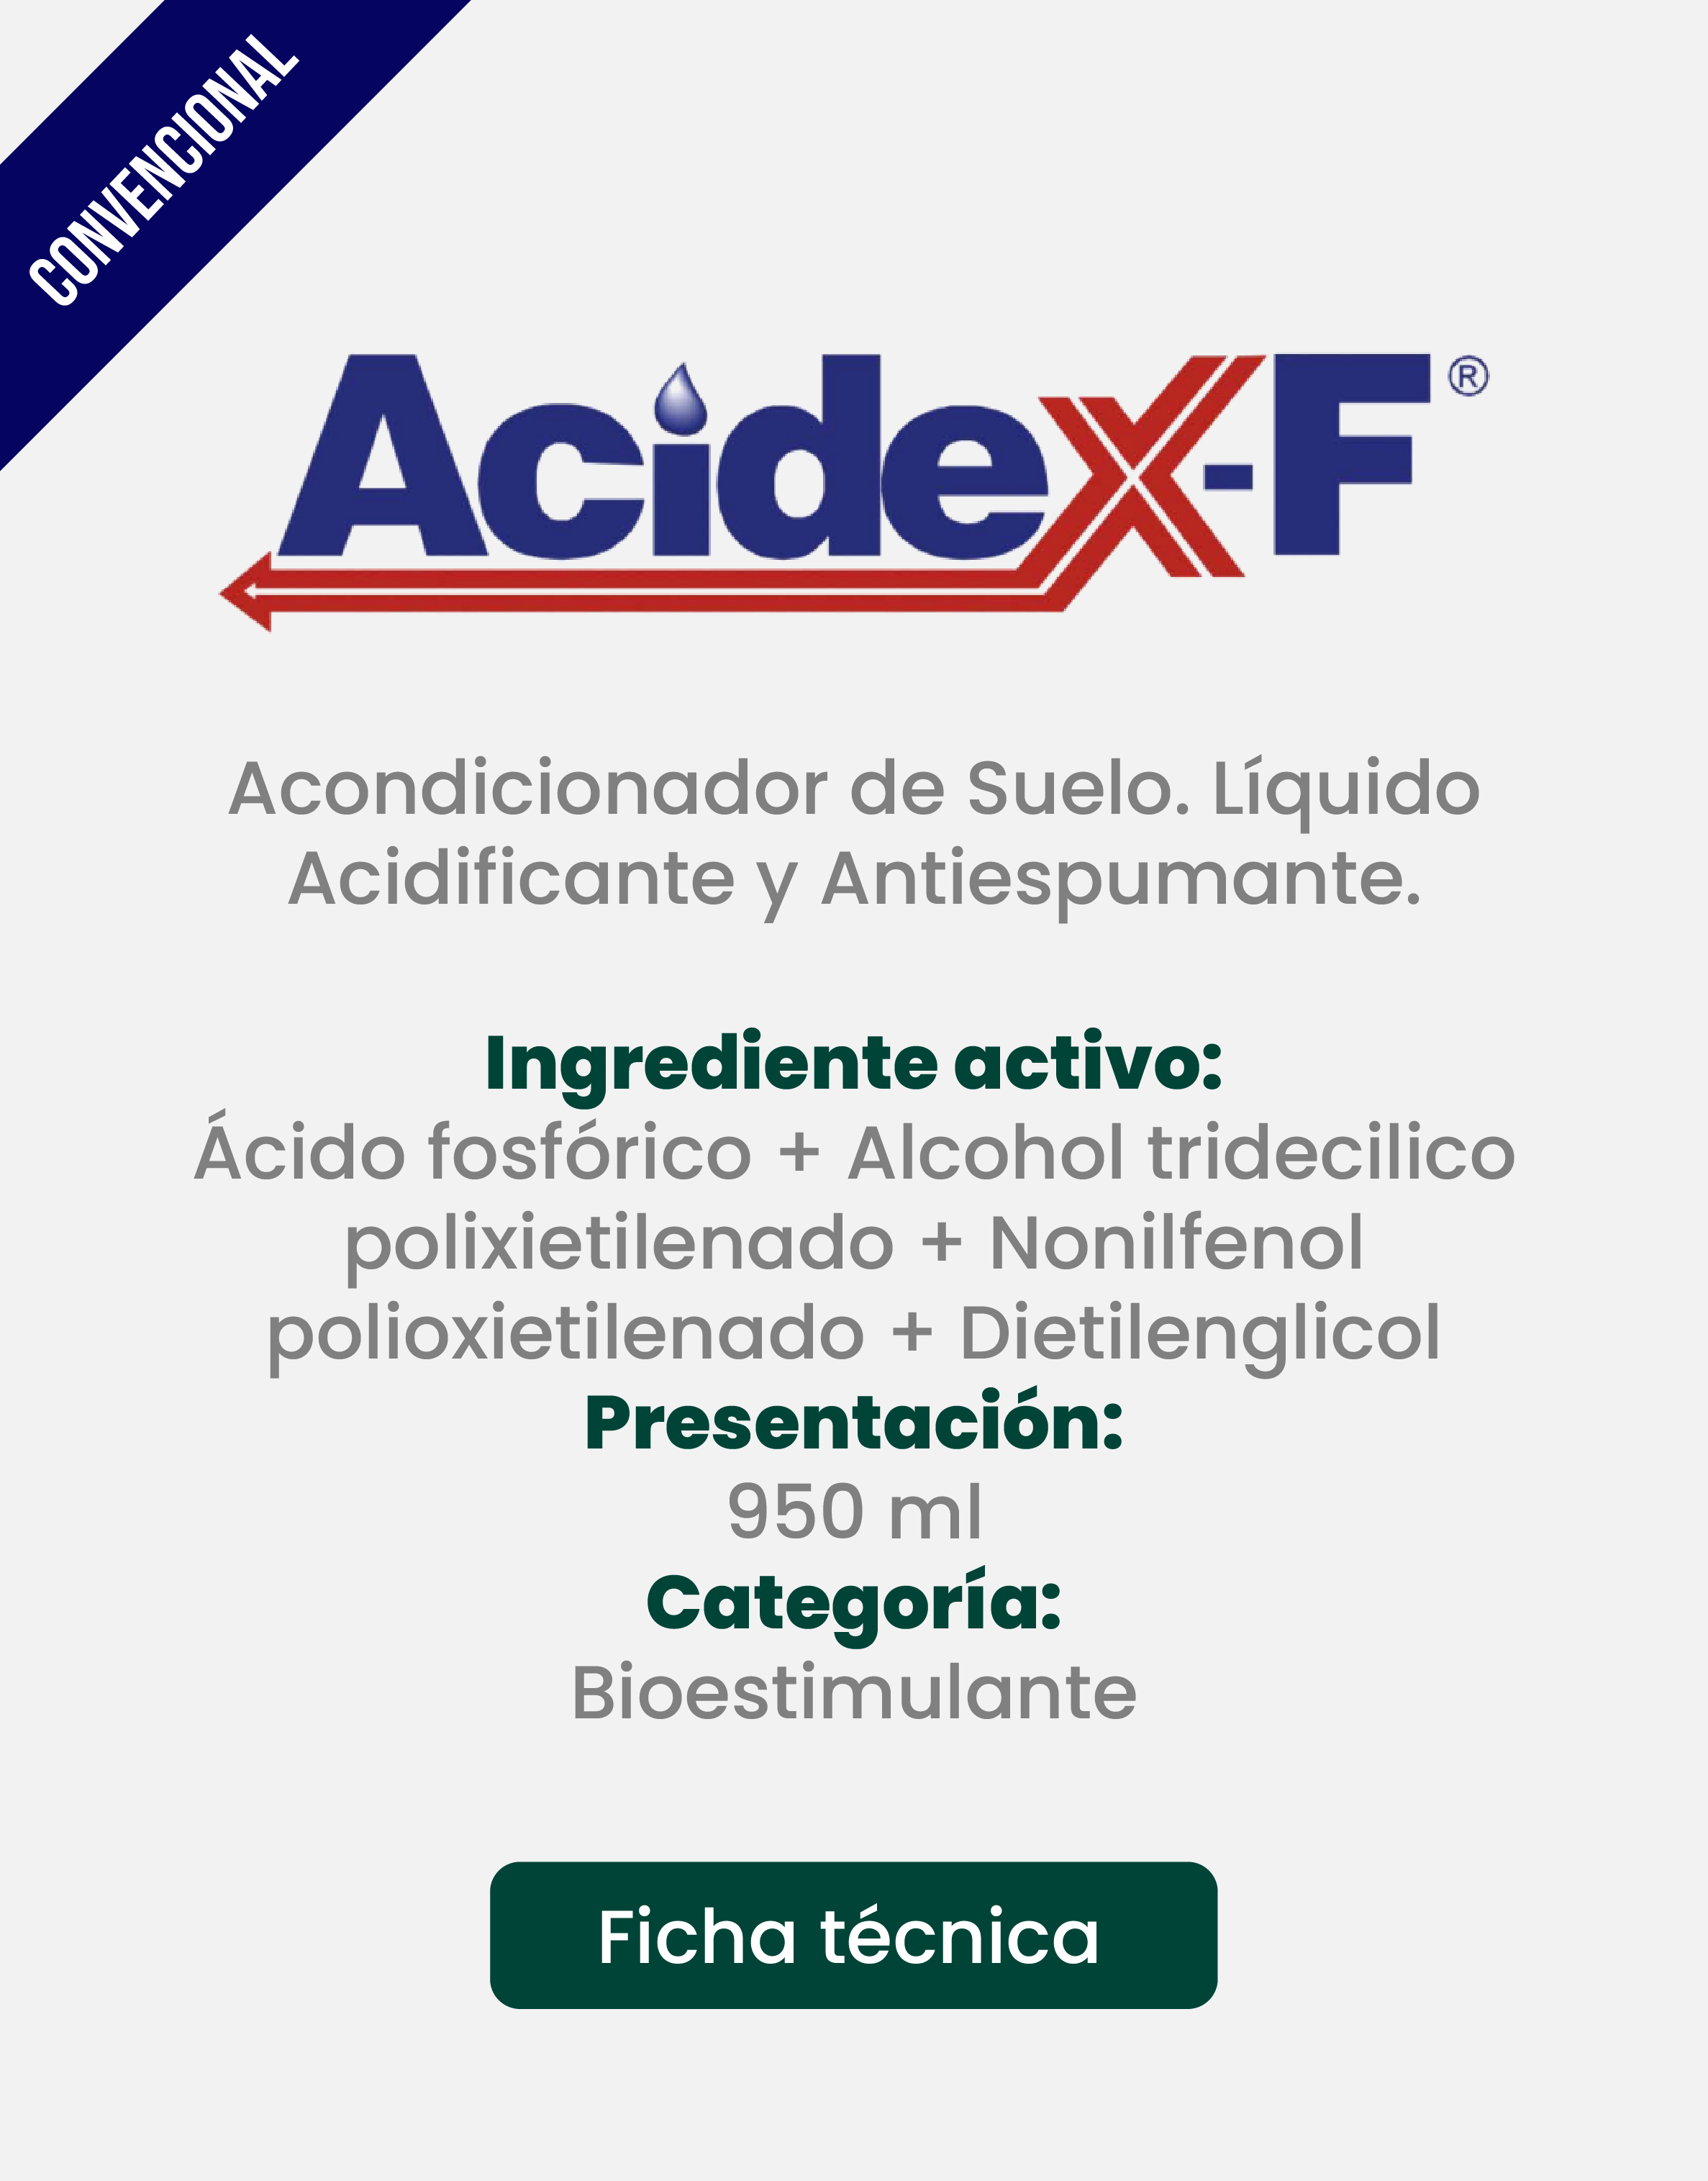 CONVENCIONAL
Acidex-F®
Acondicionador de Suelo. Líquido
Acidificante y Antiespumante.
Ingrediente activo:
Ácido fosfórico + Alcohol tridecilico
polixietilenado + Nonilfenol
polioxietilenado + Dietilenglicol
Presentación:
950 ml
Categoría:
Bioestimulante
Ficha técnica